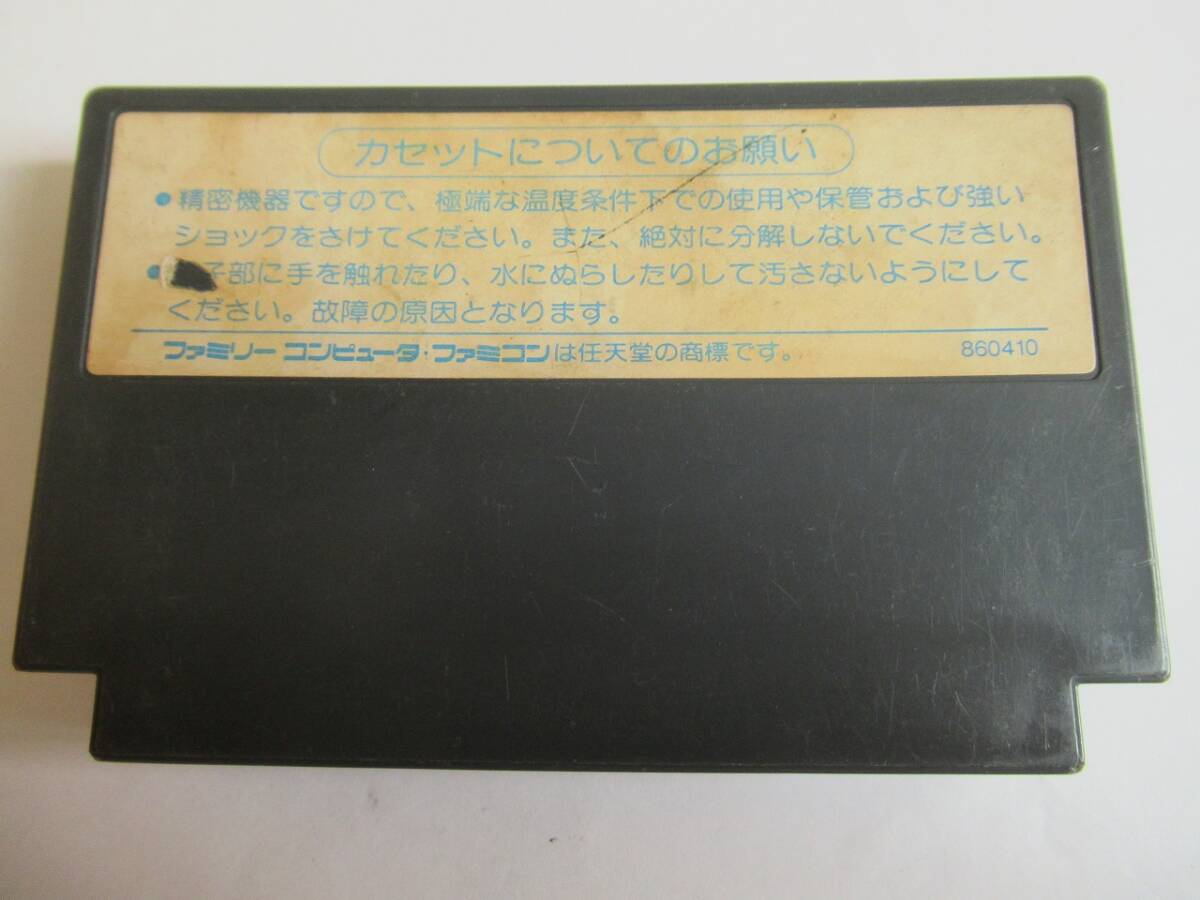 カセットについてのお願い
●精密機器ですので、極端な温度条件下での使用や保管および強い
ショックをさけてください。また、絶対に分解しないでください。
●子部に手を触れたり、水にぬらしたりして汚さないようにして
ください。故障の原因となります。
ファミリー コンピュータ・ファミコンは任天堂の商標です。 860410